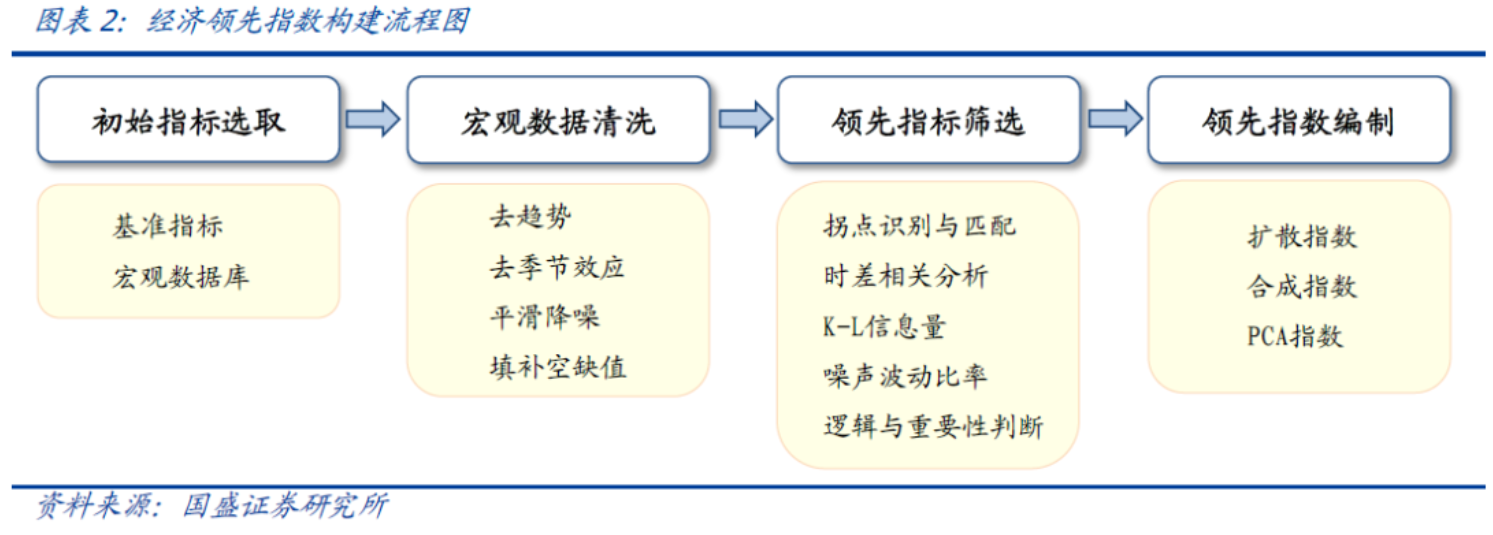 图表 2：经济领先指数构建流程图
初始指标选取
宏观数据清洗
领先指标筛选
领先指数编制
基准指标
宏观数据库
去趋势
去季节效应
平滑降噪
填补空缺值
拐点识别与匹配
时差相关分析
K-L信息量
噪声波动比率
逻辑与重要性判断
扩散指数
合成指数
PCA指数
资料来源：国盛证券研究所